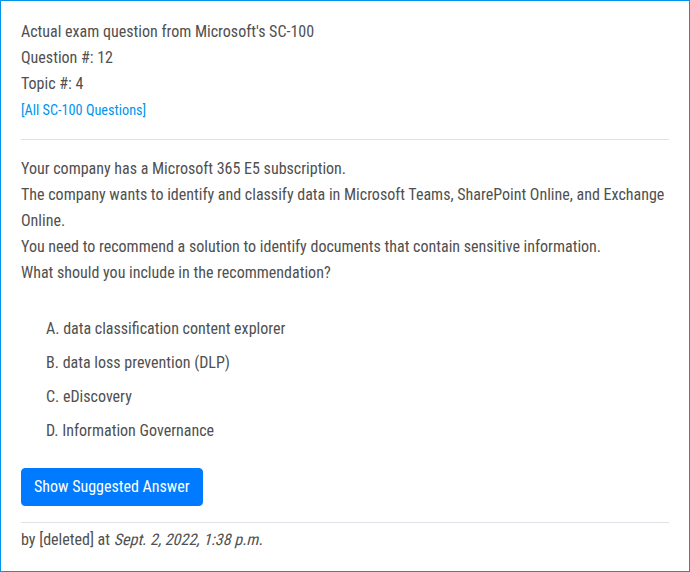 Actual exam question from Microsoft's SC-100
Question #: 12
Topic #: 4
[All SC-100 Questions]
Your company has a Microsoft 365 E5 subscription.
The company wants to identify and classify data in Microsoft Teams, SharePoint Online, and Exchange
Online.
You need to recommend a solution to identify documents that contain sensitive information.
What should you include in the recommendation?
A. data classification content explorer
B. data loss prevention (DLP)
C. eDiscovery
D. Information Governance
Show Suggested Answer
by [deleted] at Sept. 2, 2022, 1:38 p.m.